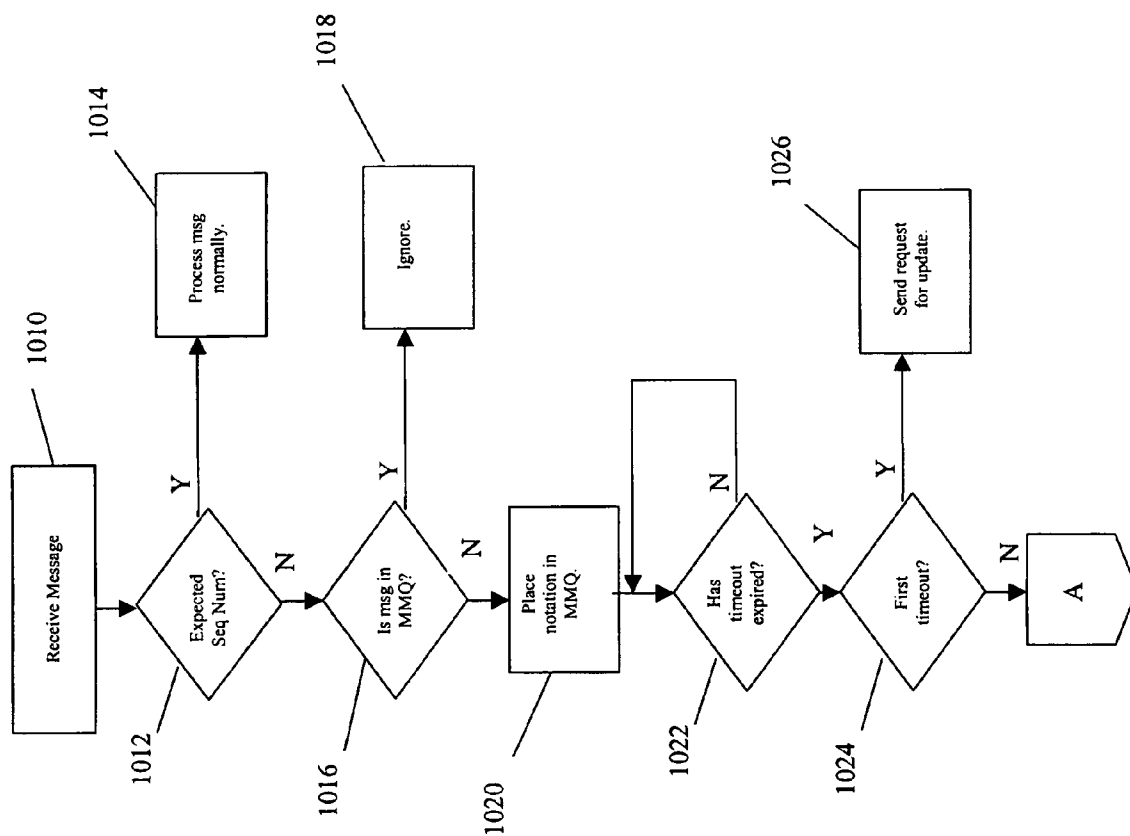 Receive Message
1010
Expected
Seq Num?
1012
Y
N
Process msg
normally.
1014
Is msg in
MMQ?
1016
Y
N
Ignore.
1018
Place
notation in
MMQ.
1020
Has
timeout
expired?
1022
N
Y
First
timeout?
1024
Y
N
Send request
for update.
1026
A